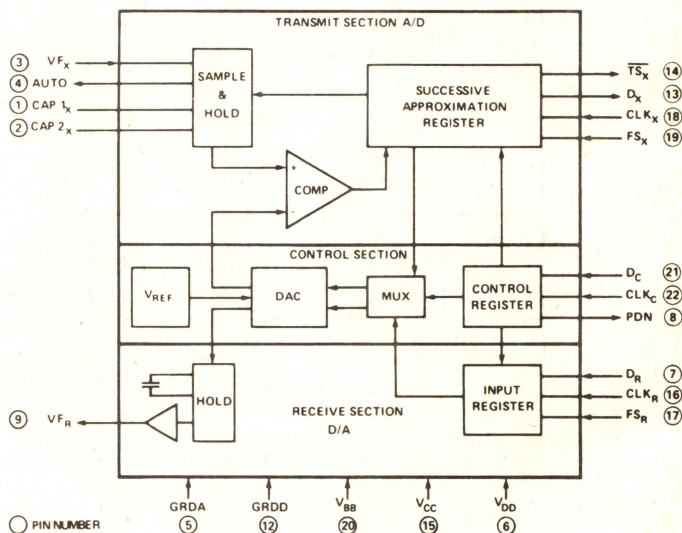 TRANSMIT SECTION A/D
③ VFX
④ AUTO
① CAP 1X
② CAP 2X
SAMPLE
&
HOLD
SUCCESSIVE
APPROXIMATION
REGISTER
TSX ⑭
DX ⑬
CLKX ⑱
FSX ⑲
+
COMP
-
CONTROL SECTION
VREF
DAC
MUX
CONTROL
REGISTER
DC ㉑
CLKC ㉒
PDN ⑧
HOLD
⑨ VFR
RECEIVE SECTION
D/A
INPUT
REGISTER
DR ⑦
CLKR ⑯
FSR ⑰
GRDA
⑤
GRDD
⑫
VBB
⑳
VCC
⑮
VDD
⑥
○ PIN NUMBER